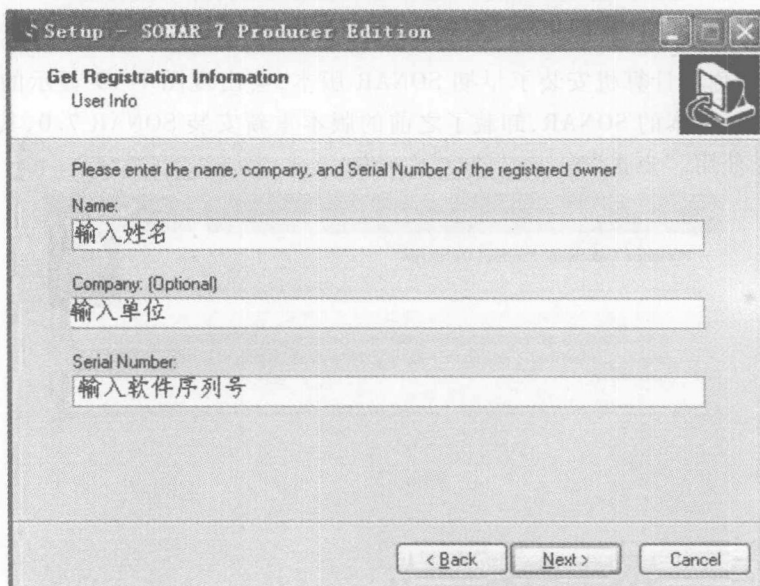 Setup - SONAR 7 Producer Edition
Get Registration Information
User Info
Please enter the name, company, and Serial Number of the registered owner
Name:
输入姓名
Company: (Optional)
输入单位
Serial Number:
输入软件序列号
< Back
Next >
Cancel